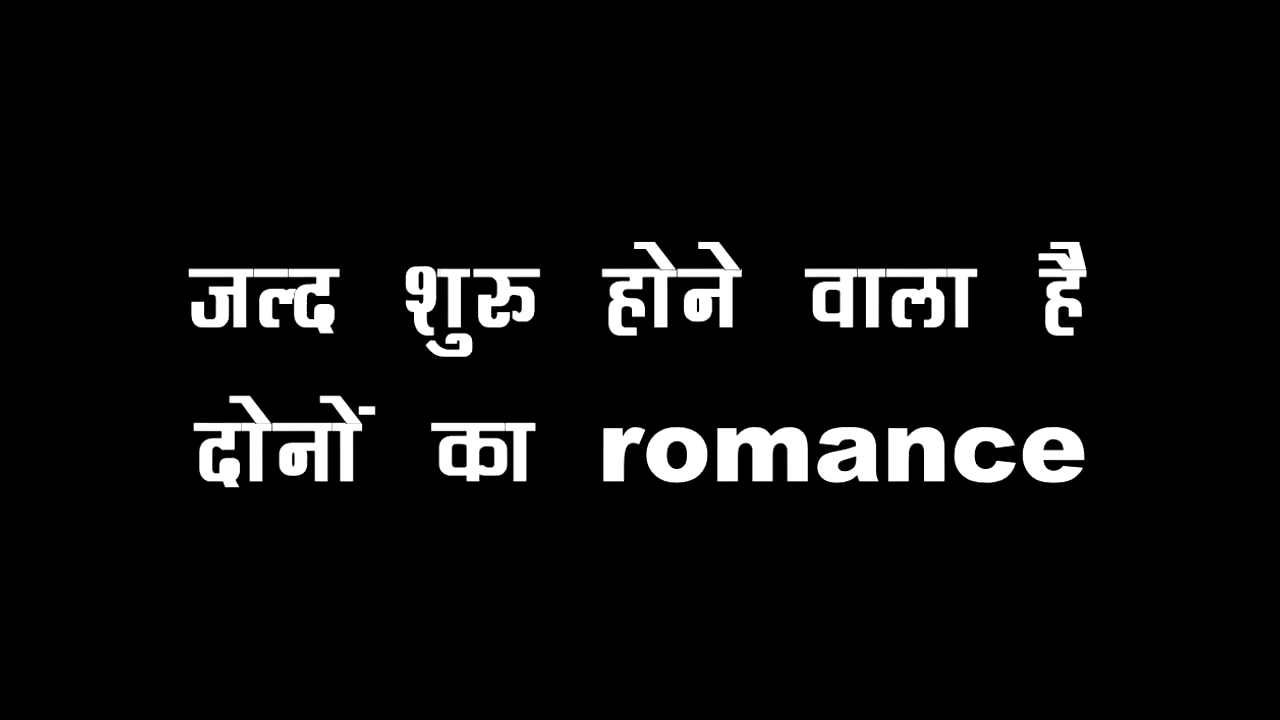 जल्द शुरु होने वाला है
दोनों का romance